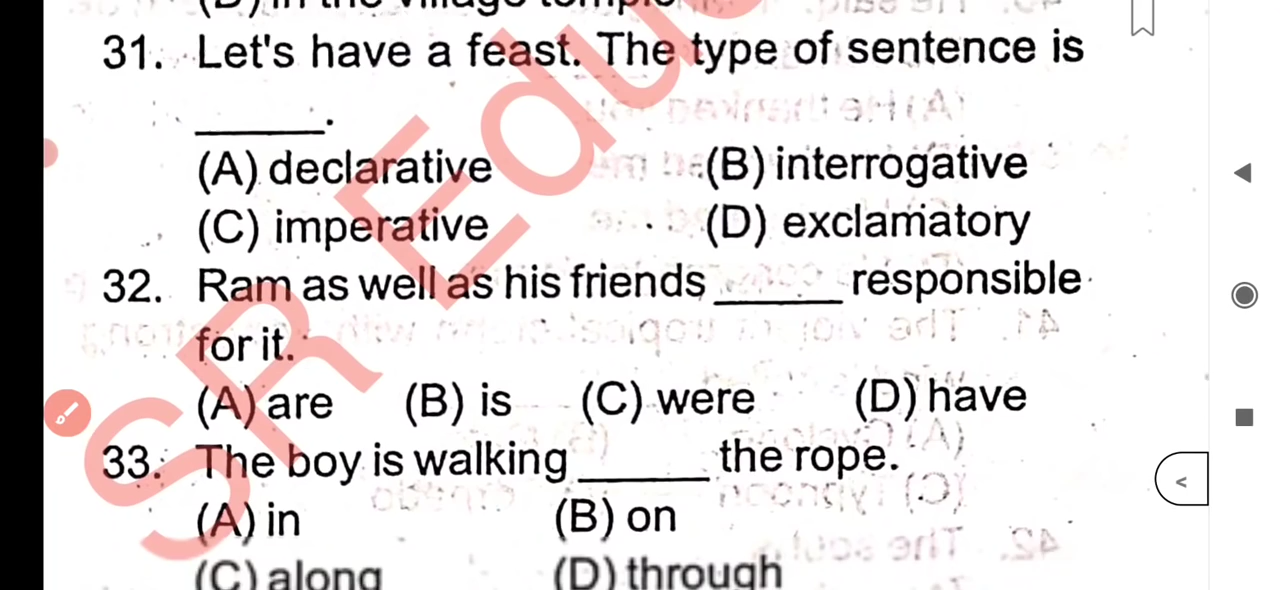 31. Let's have a feast. The type of sentence is
______.
(A) declarative (B) interrogative
(C) imperative (D) exclamatory
32. Ram as well as his friends ______ responsible
for it.
(A) are (B) is (C) were (D) have
33. The boy is walking ______ the rope.
(A) in (B) on
(C) along (D) through
SR Edu